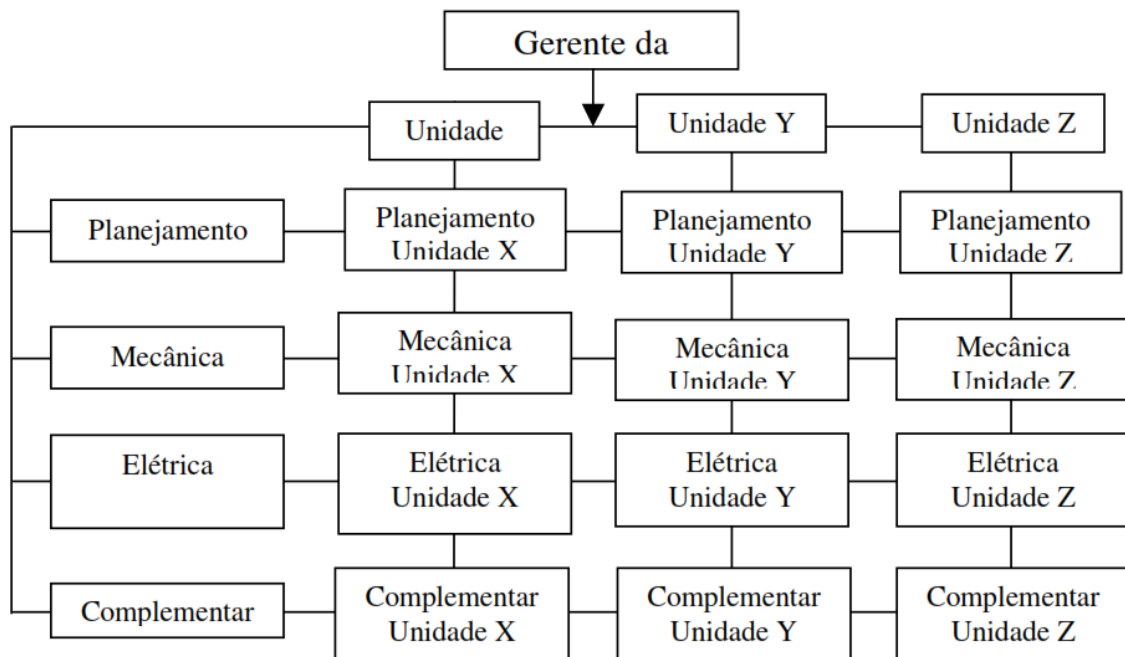 Gerente da
Unidade
Unidade Y
Unidade Z
Planejamento
Planejamento
Unidade X
Planejamento
Unidade Y
Planejamento
Unidade Z
Mecânica
Mecânica
Unidade X
Mecânica
Unidade Y
Mecânica
Unidade Z
Elétrica
Elétrica
Unidade X
Elétrica
Unidade Y
Elétrica
Unidade Z
Complementar
Complementar
Unidade X
Complementar
Unidade Y
Complementar
Unidade Z